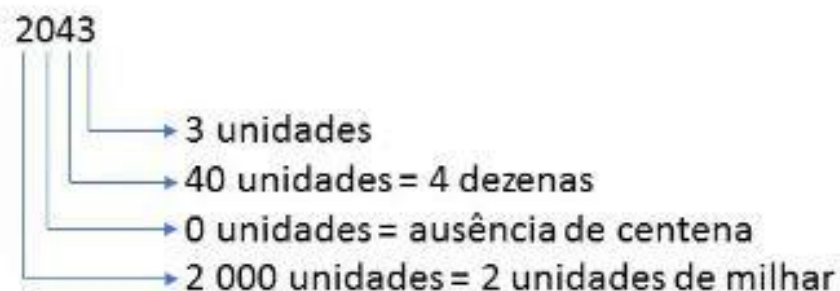 2043
3 unidades
40 unidades = 4 dezenas
0 unidades = ausência de centena
2 000 unidades = 2 unidades de milhar